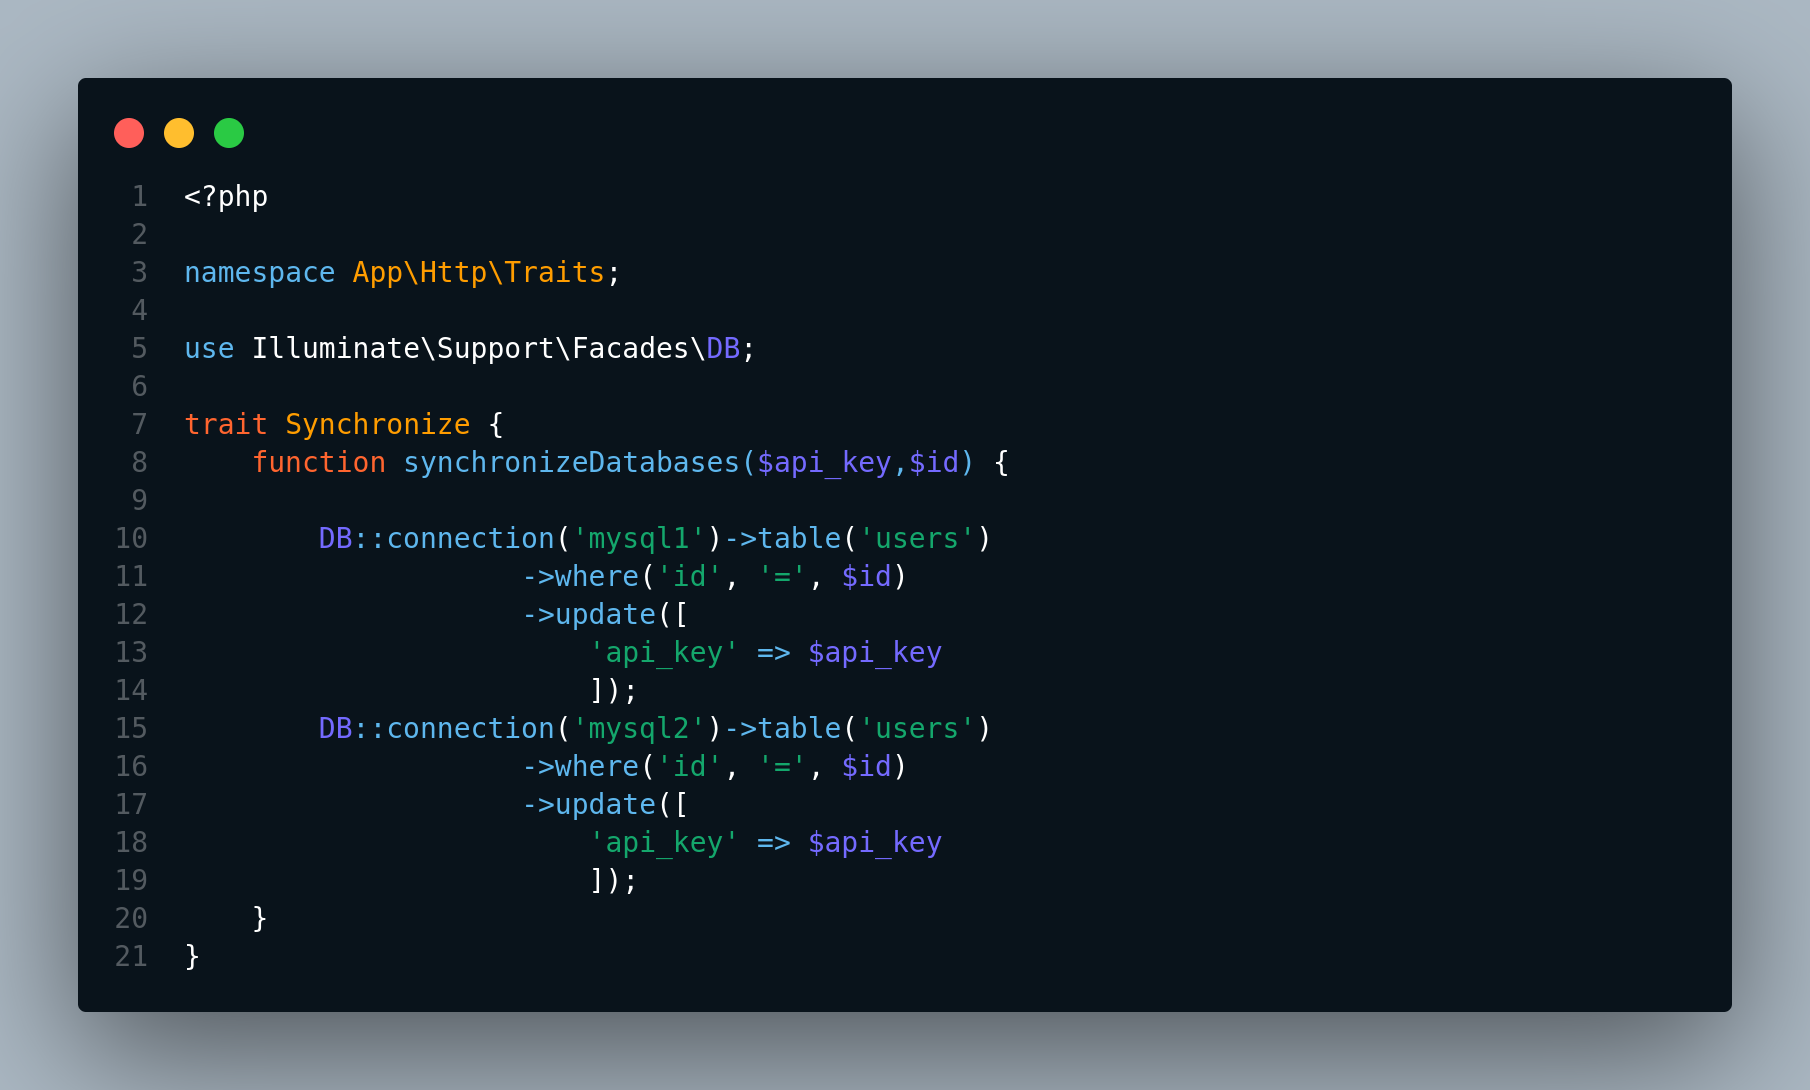 1 <?php
2
3 namespace App\Http\Traits;
4
5 use Illuminate\Support\Facades\DB;
6
7 trait Synchronize {
8     function synchronizeDatabases($api_key,$id) {
9
10         DB::connection('mysql1')->table('users')
11                     ->where('id', '=', $id)
12                     ->update([
13                         'api_key' => $api_key
14                         ]);
15         DB::connection('mysql2')->table('users')
16                     ->where('id', '=', $id)
17                     ->update([
18                         'api_key' => $api_key
19                         ]);
20     }
21 }